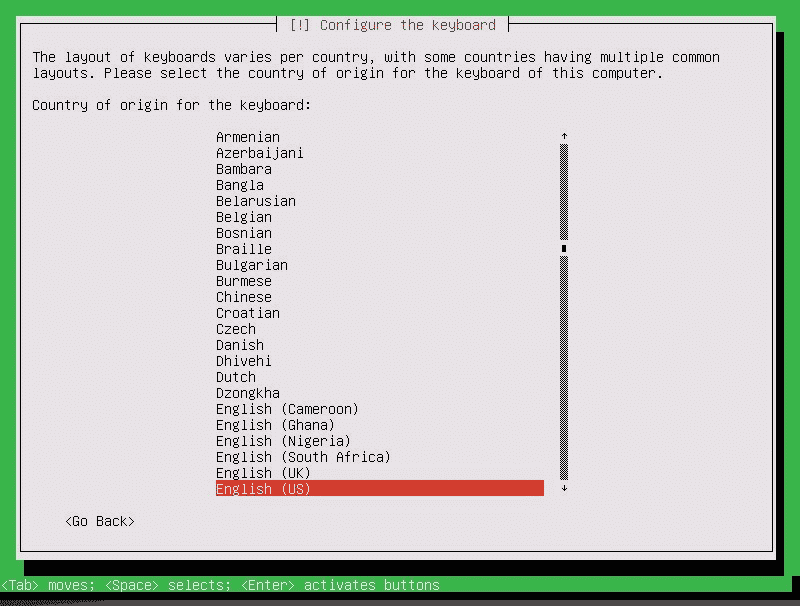 [!] Configure the keyboard
The layout of keyboards varies per country, with some countries having multiple common
layouts. Please select the country of origin for the keyboard of this computer.
Country of origin for the keyboard:
Armenian
Azerbaijani
Bambara
Bangla
Belarusian
Belgian
Bosnian
Braille
Bulgarian
Burmese
Chinese
Croatian
Czech
Danish
Dhivehi
Dutch
Dzongkha
English (Cameroon)
English (Ghana)
English (Nigeria)
English (South Africa)
English (UK)
English (US)
<Go Back>
<Tab> moves; <Space> selects; <Enter> activates buttons